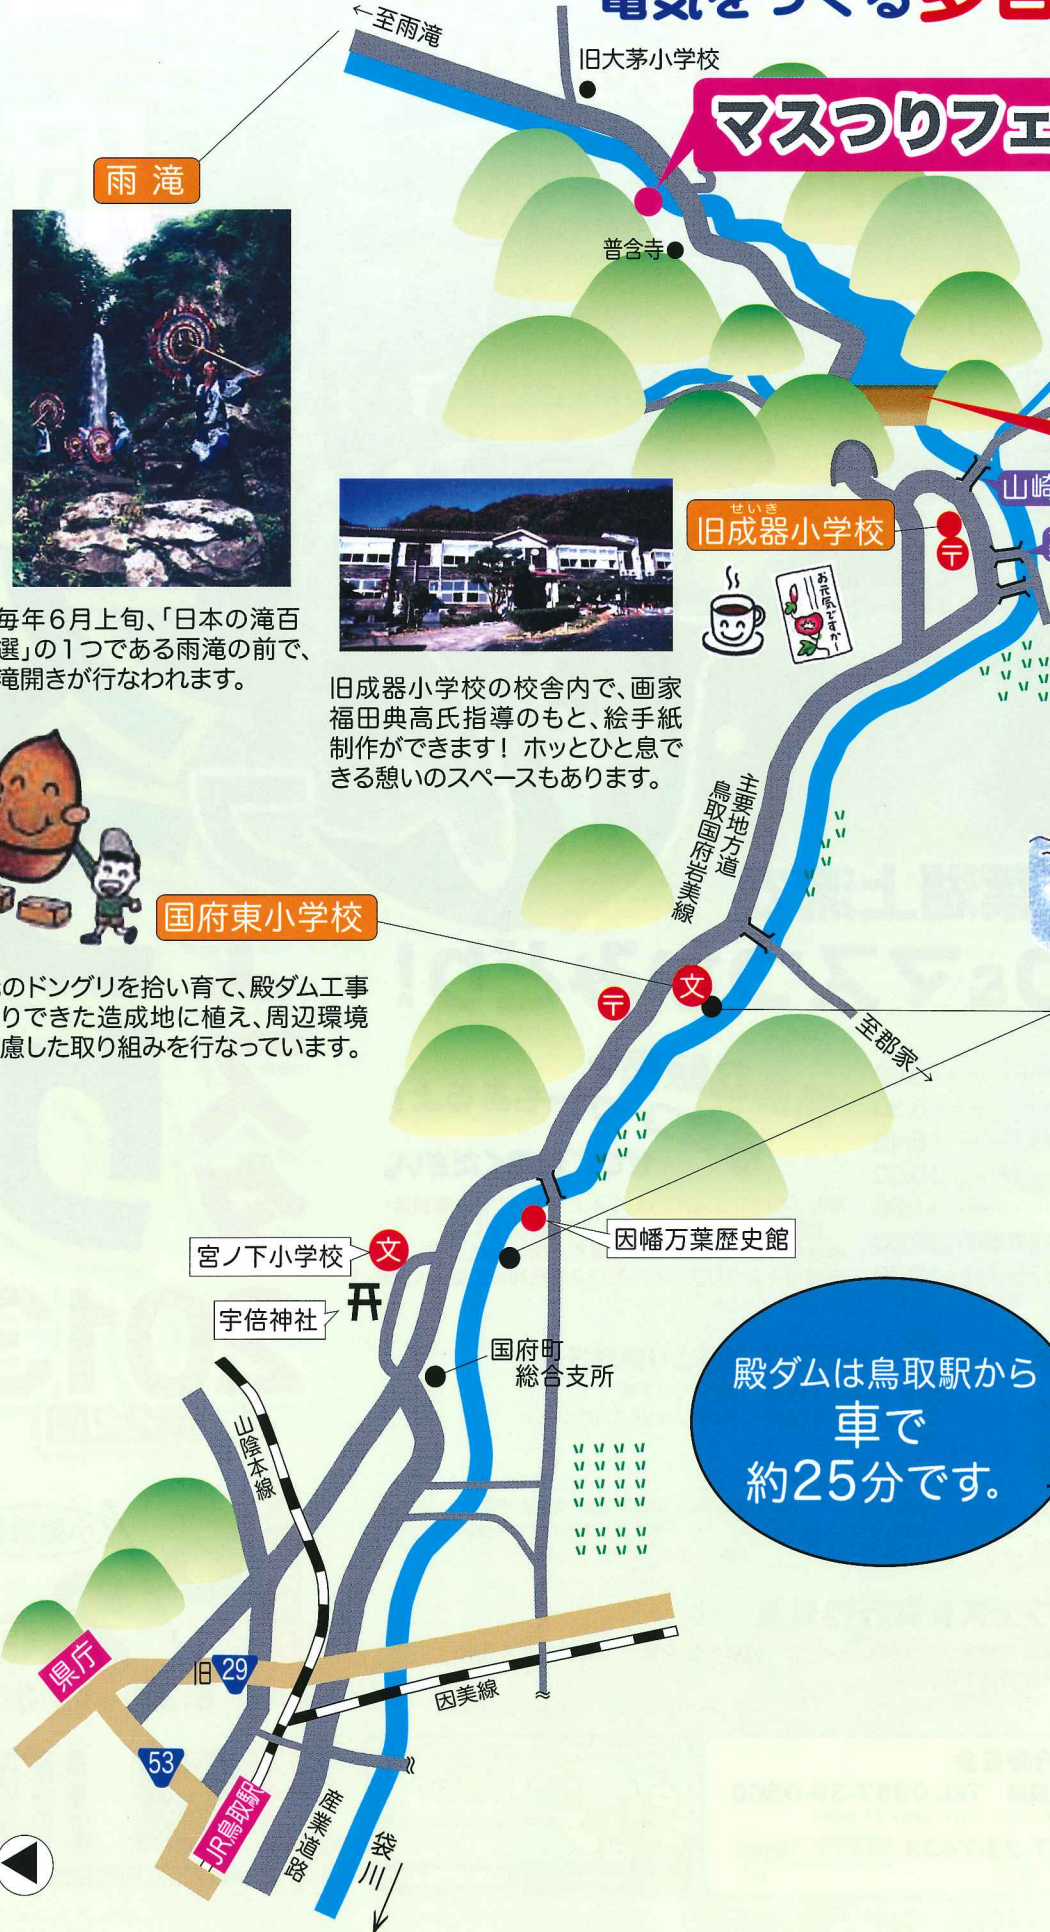 電気をつくる
←至雨滝
旧大茅小学校
マスつりフェ
雨 滝
普含寺
山崎
せいき
旧成器小学校
〒
お元気ですか〜
毎年6月上旬、「日本の滝百
選」の1つである雨滝の前で、
滝開きが行なわれます。
旧成器小学校の校舎内で、画家
福田典高氏指導のもと、絵手紙
制作ができます! ホッとひと息で
きる憩いのスペースもあります。
主要地方道
鳥取国府岩美線
国府東小学校
文
〒
のドングリを拾い育て、殿ダム工事
りできた造成地に植え、周辺環境
慮した取り組みを行なっています。
至郡家→
宮ノ下小学校
文
因幡万葉歴史館
宇倍神社
国府町
総合支所
殿ダムは鳥取駅から
車で
約25分です。
山陰本線
県庁
旧29
因美線
53
JR鳥取駅
産業道路
袋川